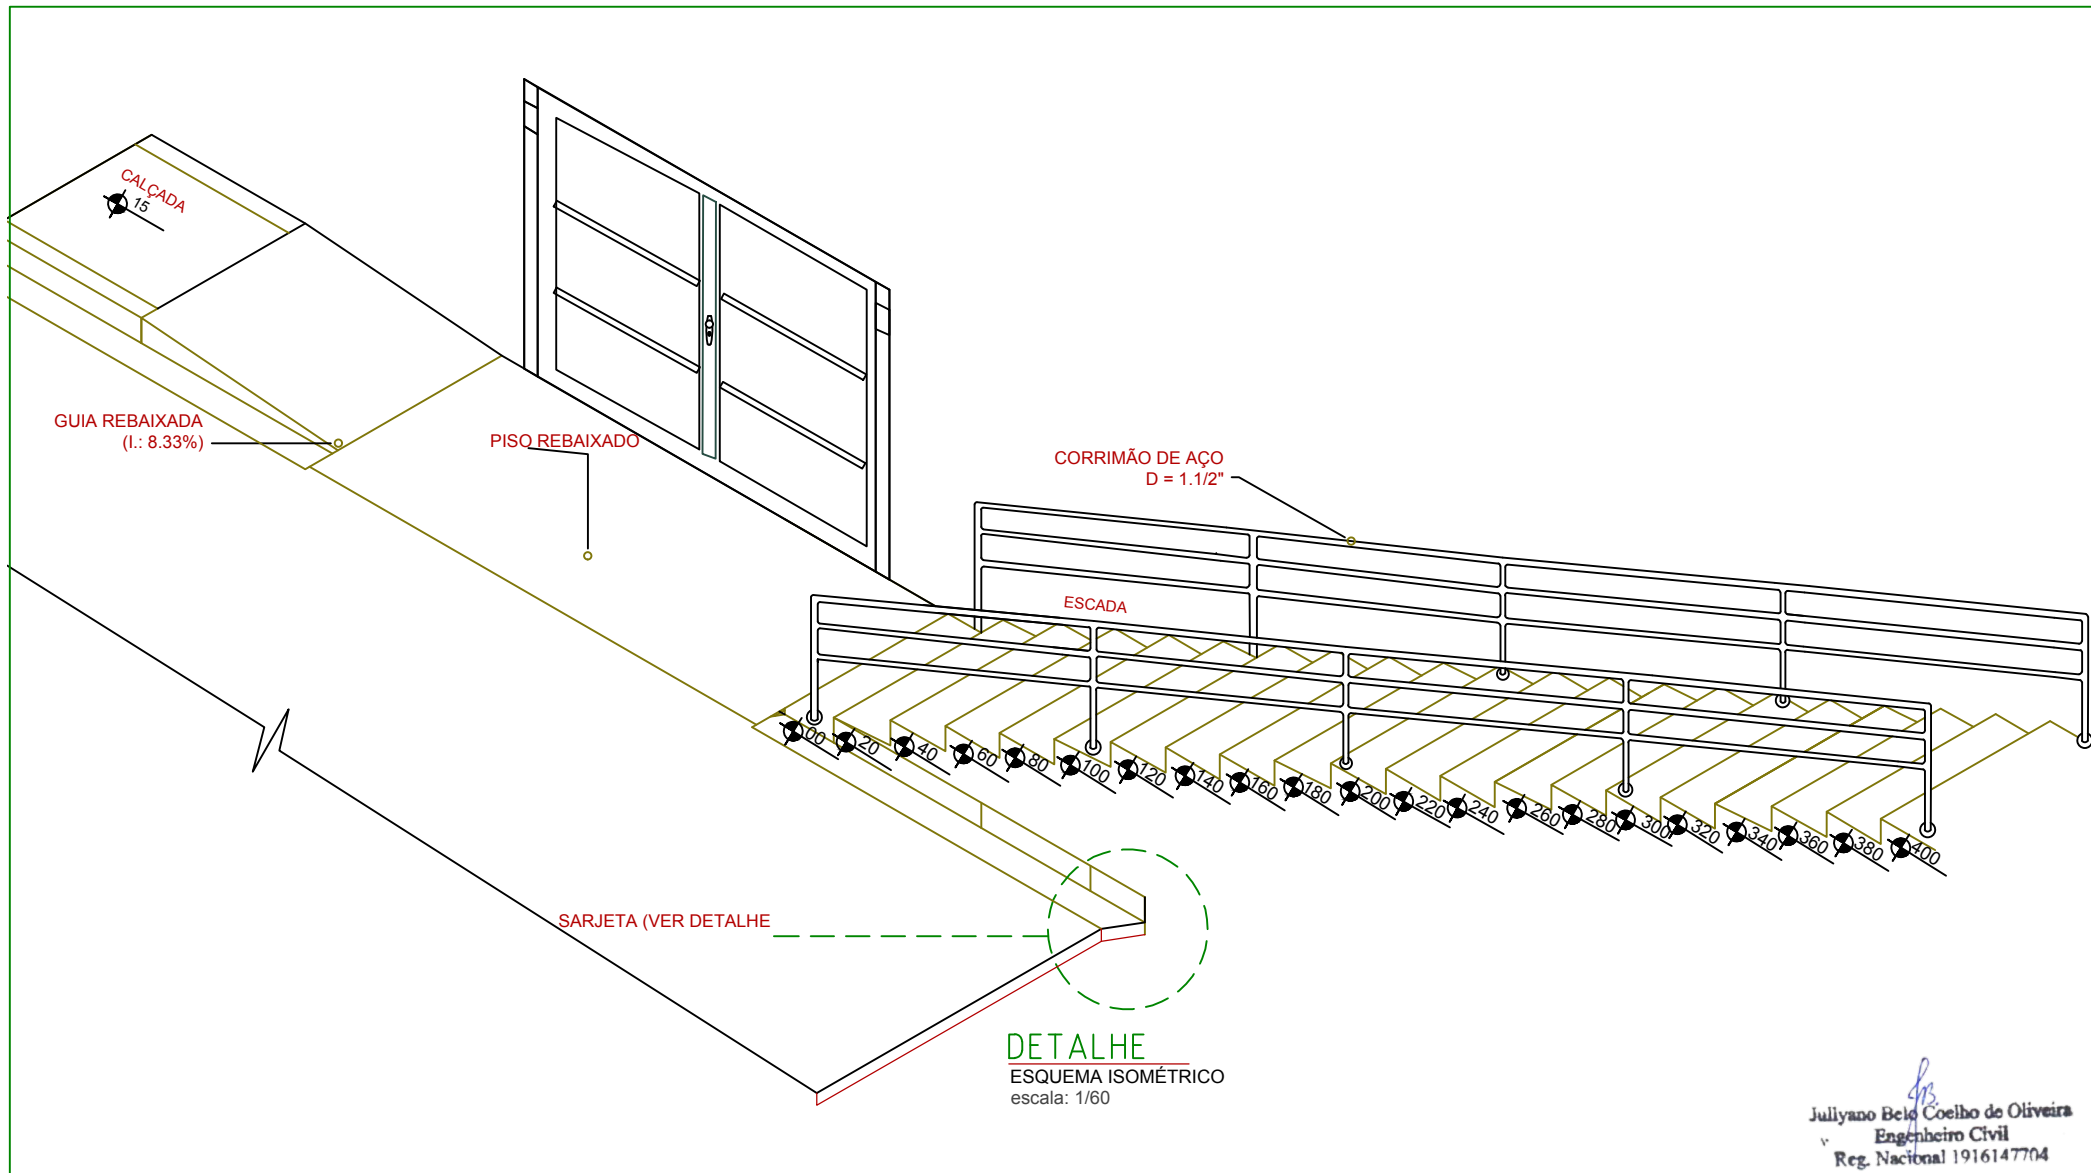 CALÇADA
15
GUIA REBAIXADA
(I.: 8.33%)
PISO REBAIXADO
CORRIMÃO DE AÇO
D = 1.1/2"
ESCADA
00
20
40
60
80
100
120
140
160
180
200
220
240
260
280
300
320
340
360
380
400
SARJETA (VER DETALHE
DETALHE
ESQUEMA ISOMÉTRICO
escala: 1/60
Jullyano Belo Coelho de Oliveira
Engenheiro Civil
Reg. Nacional 1916147704